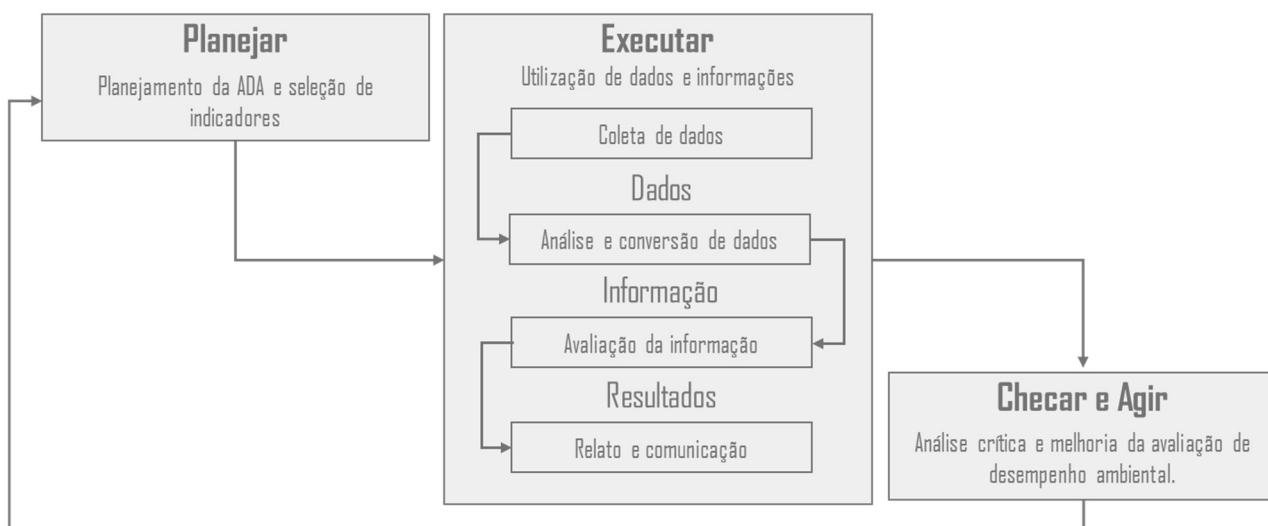 Planejar
Planejamento da ADA e seleção de
indicadores
Executar
Utilização de dados e informações
Coleta de dados
Dados
Análise e conversão de dados
Informação
Avaliação da informação
Resultados
Relato e comunicação
Checar e Agir
Análise crítica e melhoria da avaliação de
desempenho ambiental.